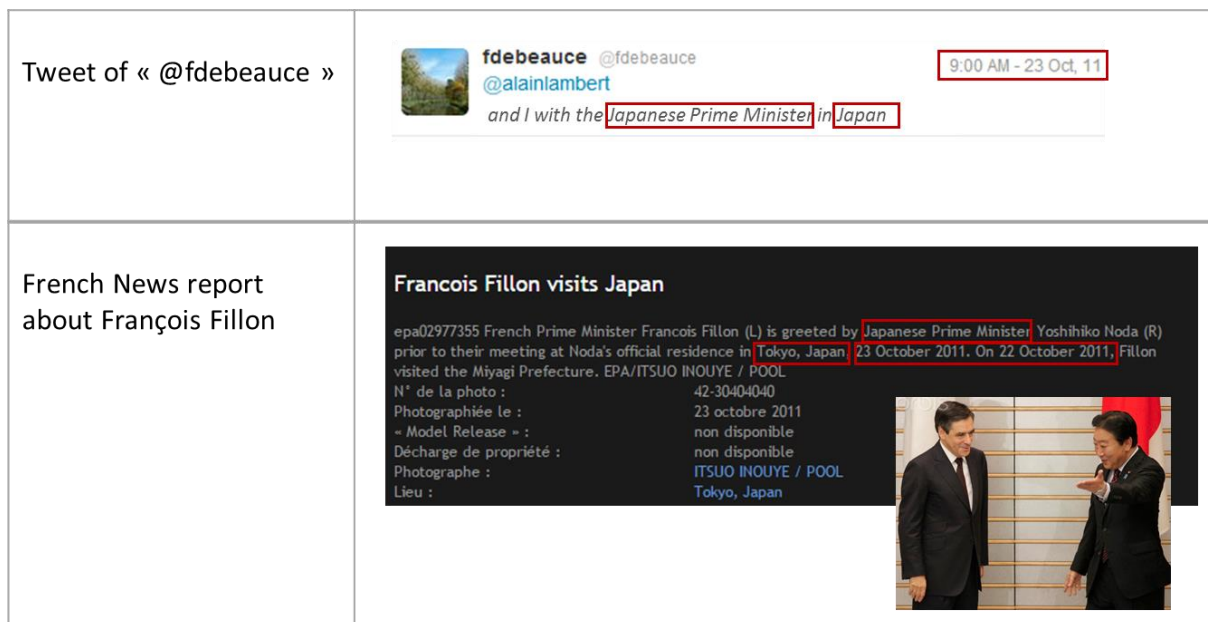 Tweet of « @fdebeauce »
fdebeauce @fdebeauce
9:00 AM - 23 Oct, 11
@alainlambert
and I with the Japanese Prime Minister in Japan
French News report
about François Fillon
Francois Fillon visits Japan
epa02977355 French Prime Minister Francois Fillon (L) is greeted by Japanese Prime Minister Yoshihiko Noda (R)
prior to their meeting at Noda's official residence in Tokyo, Japan, 23 October 2011. On 22 October 2011, Fillon
visited the Miyagi Prefecture. EPA/ITSUO INOUYE / POOL
N° de la photo : 42-30404040
Photographiée le : 23 octobre 2011
« Model Release » : non disponible
Décharge de propriété : non disponible
Photographe : ITSUO INOUYE / POOL
Lieu : Tokyo, Japan